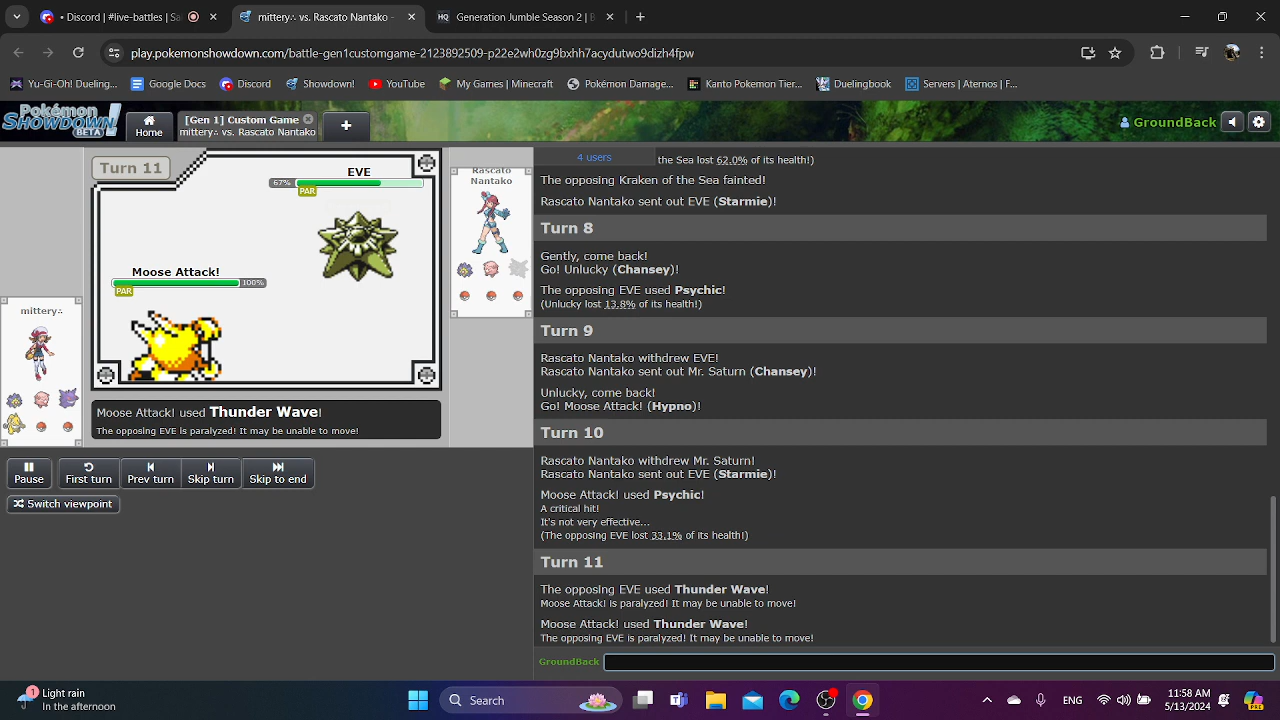 • Discord | #live-battles | Sa
mittery∴ vs. Rascato Nantako -
HQ
Generation Jumble Season 2 | B
play.pokemonshowdown.com/battle-gen1customgame-2123892509-p22e2wh0zg9bxhh7acydutwo9dizh4fpw
Yu-Gi-Oh! Dueling...
Google Docs
Discord
Showdown!
YouTube
My Games | Minecraft
Pokémon Damage...
Kanto Pokemon Tier...
Duelingbook
Servers | Aternos | F...
Pokémon
Showdown!
BETA
Home
[Gen 1] Custom Game
mittery∴ vs. Rascato Nantako
GroundBack
Turn 11
EVE
67%
PAR
Moose Attack!
100%
PAR
Rascato
Nantako
mittery∴
Moose Attack! used Thunder Wave!
The opposing EVE is paralyzed! It may be unable to move!
Pause
First turn
Prev turn
Skip turn
Skip to end
Switch viewpoint
4 users
the Sea lost 62.0% of its health!)
The opposing Kraken of the Sea fainted!
Rascato Nantako sent out EVE (Starmie)!
Turn 8
Gently, come back!
Go! Unlucky (Chansey)!
The opposing EVE used Psychic!
(Unlucky lost 13.8% of its health!)
Turn 9
Rascato Nantako withdrew EVE!
Rascato Nantako sent out Mr. Saturn (Chansey)!
Unlucky, come back!
Go! Moose Attack! (Hypno)!
Turn 10
Rascato Nantako withdrew Mr. Saturn!
Rascato Nantako sent out EVE (Starmie)!
Moose Attack! used Psychic!
A critical hit!
It's not very effective...
(The opposing EVE lost 33.1% of its health!)
Turn 11
The opposing EVE used Thunder Wave!
Moose Attack! is paralyzed! It may be unable to move!
Moose Attack! used Thunder Wave!
The opposing EVE is paralyzed! It may be unable to move!
GroundBack
1
Light rain
In the afternoon
Search
ENG
11:58 AM
5/13/2024
PRE